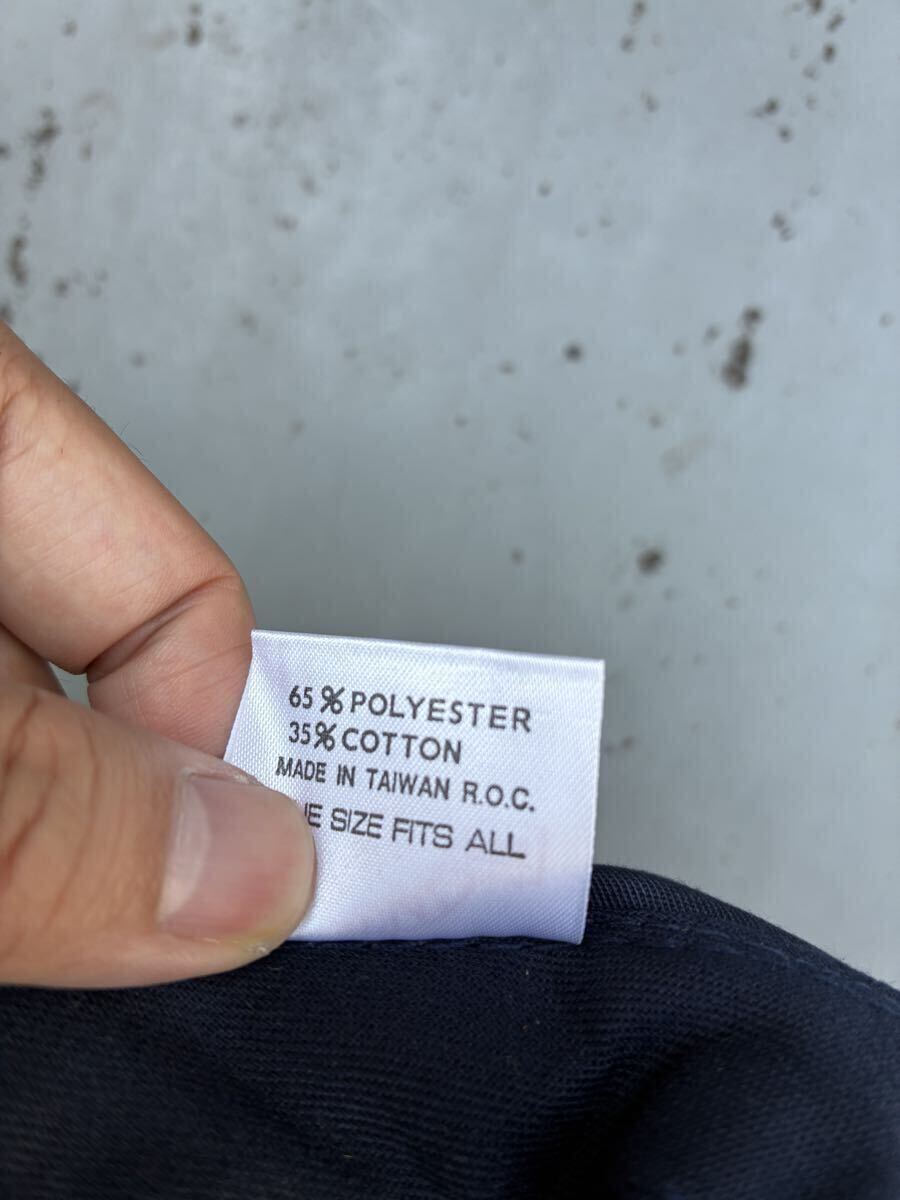 65% POLYESTER
35% COTTON
MADE IN TAIWAN R.O.C.
SIZE FITS ALL